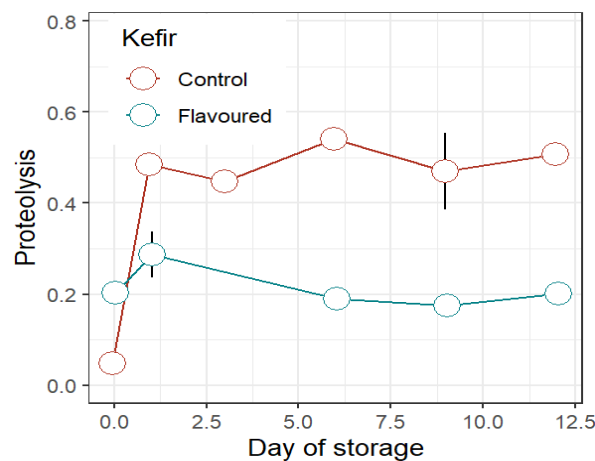 Kefir
Control
Flavoured
Proteolysis
0.8
0.6
0.4
0.2
0.0
0.0 2.5 5.0 7.5 10.0 12.5
Day of storage